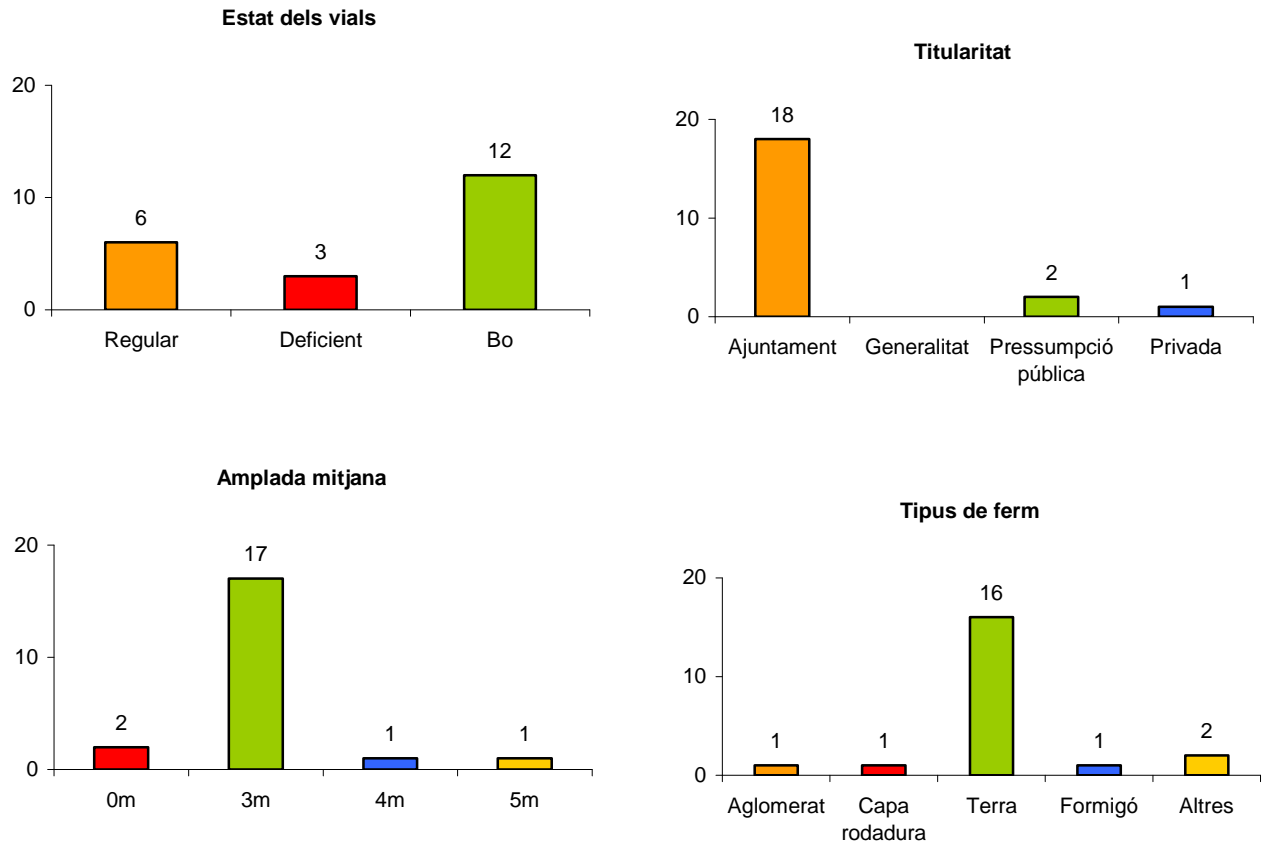 Estat dels vials
20
10
0
6
3
12
Regular
Deficient
Bo
Titularitat
20
10
0
18
2
1
Ajuntament
Generalitat
Pressumpció
pública
Privada
Amplada mitjana
20
10
0
2
17
1
1
0m
3m
4m
5m
Tipus de ferm
20
10
0
1
1
16
1
2
Aglomerat
Capa
rodadura
Terra
Formigó
Altres